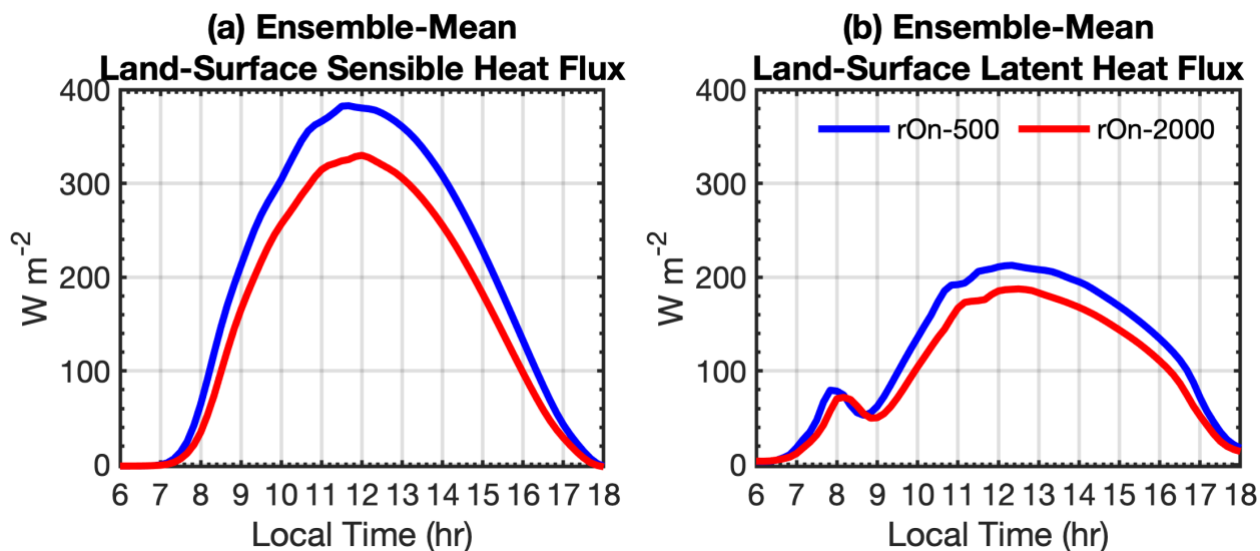 (a) Ensemble-Mean
Land-Surface Sensible Heat Flux
400
300
200
100
0
W m⁻²
6 7 8 9 10 11 12 13 14 15 16 17 18
Local Time (hr)
(b) Ensemble-Mean
Land-Surface Latent Heat Flux
rOn-500 rOn-2000
400
300
200
100
0
W m⁻²
6 7 8 9 10 11 12 13 14 15 16 17 18
Local Time (hr)